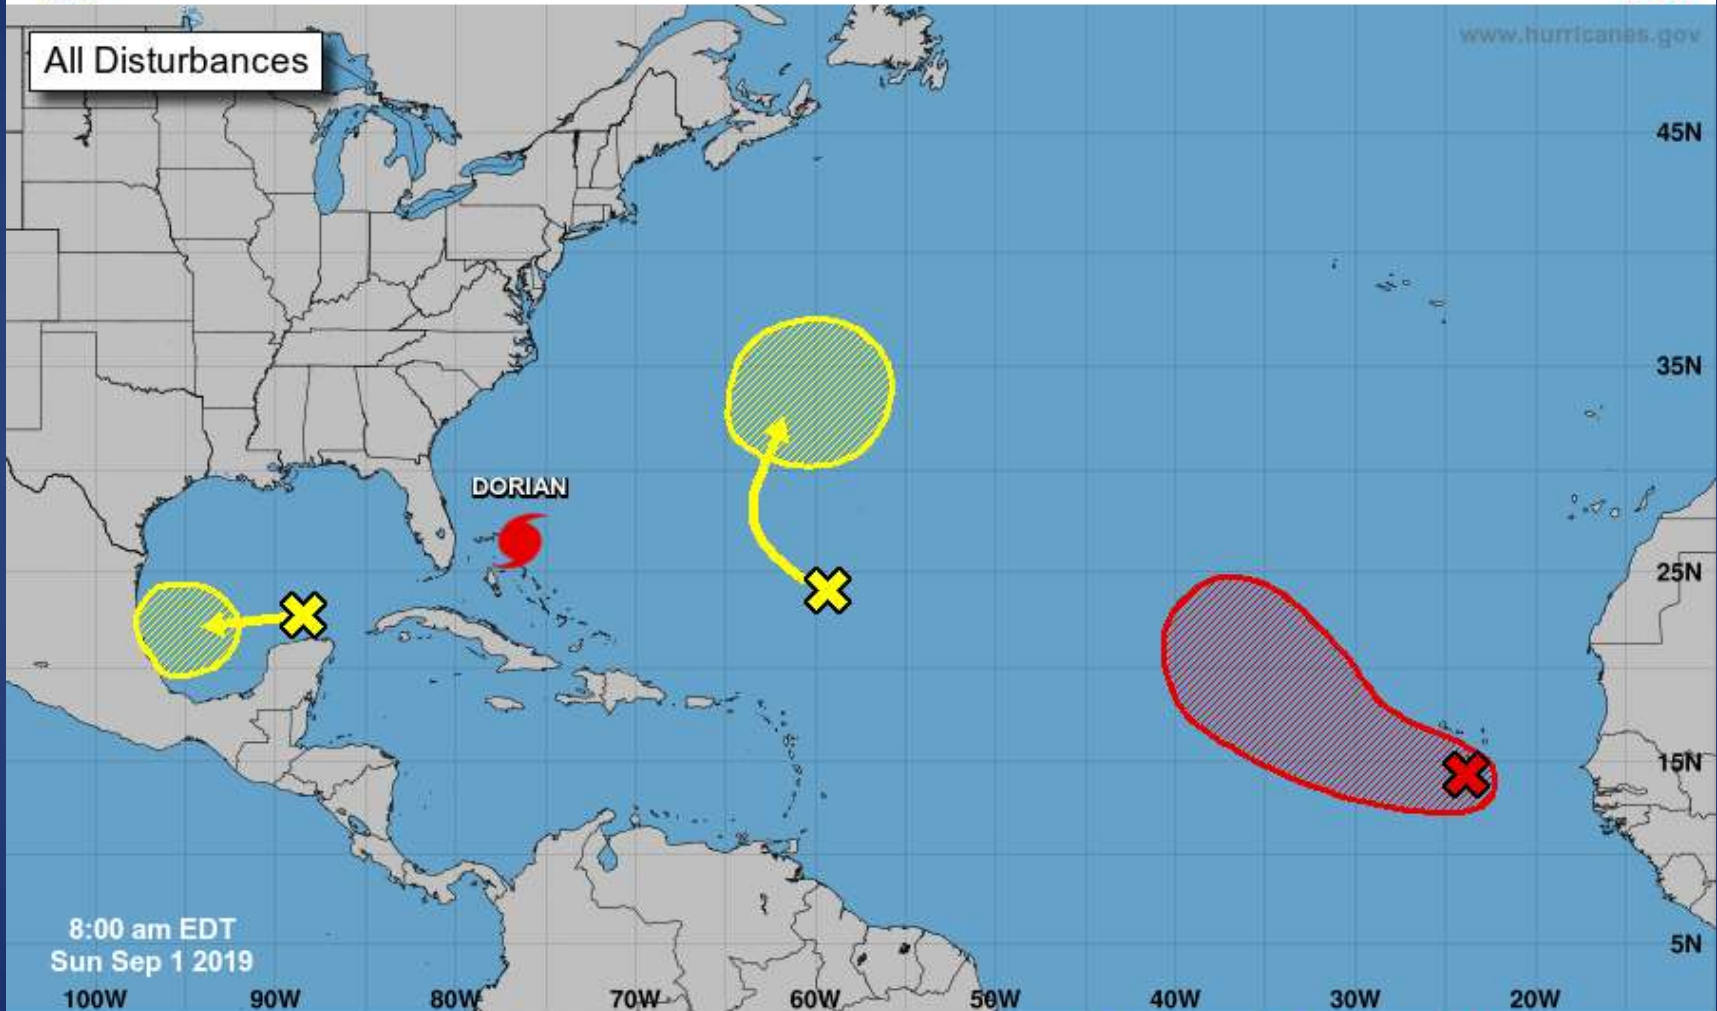 www.hurricanes.gov
All Disturbances
45N
35N
DORIAN
25N
15N
8:00 am EDT
Sun Sep 1 2019
5N
100W 90W 80W 70W 60W 50W 40W 30W 20W